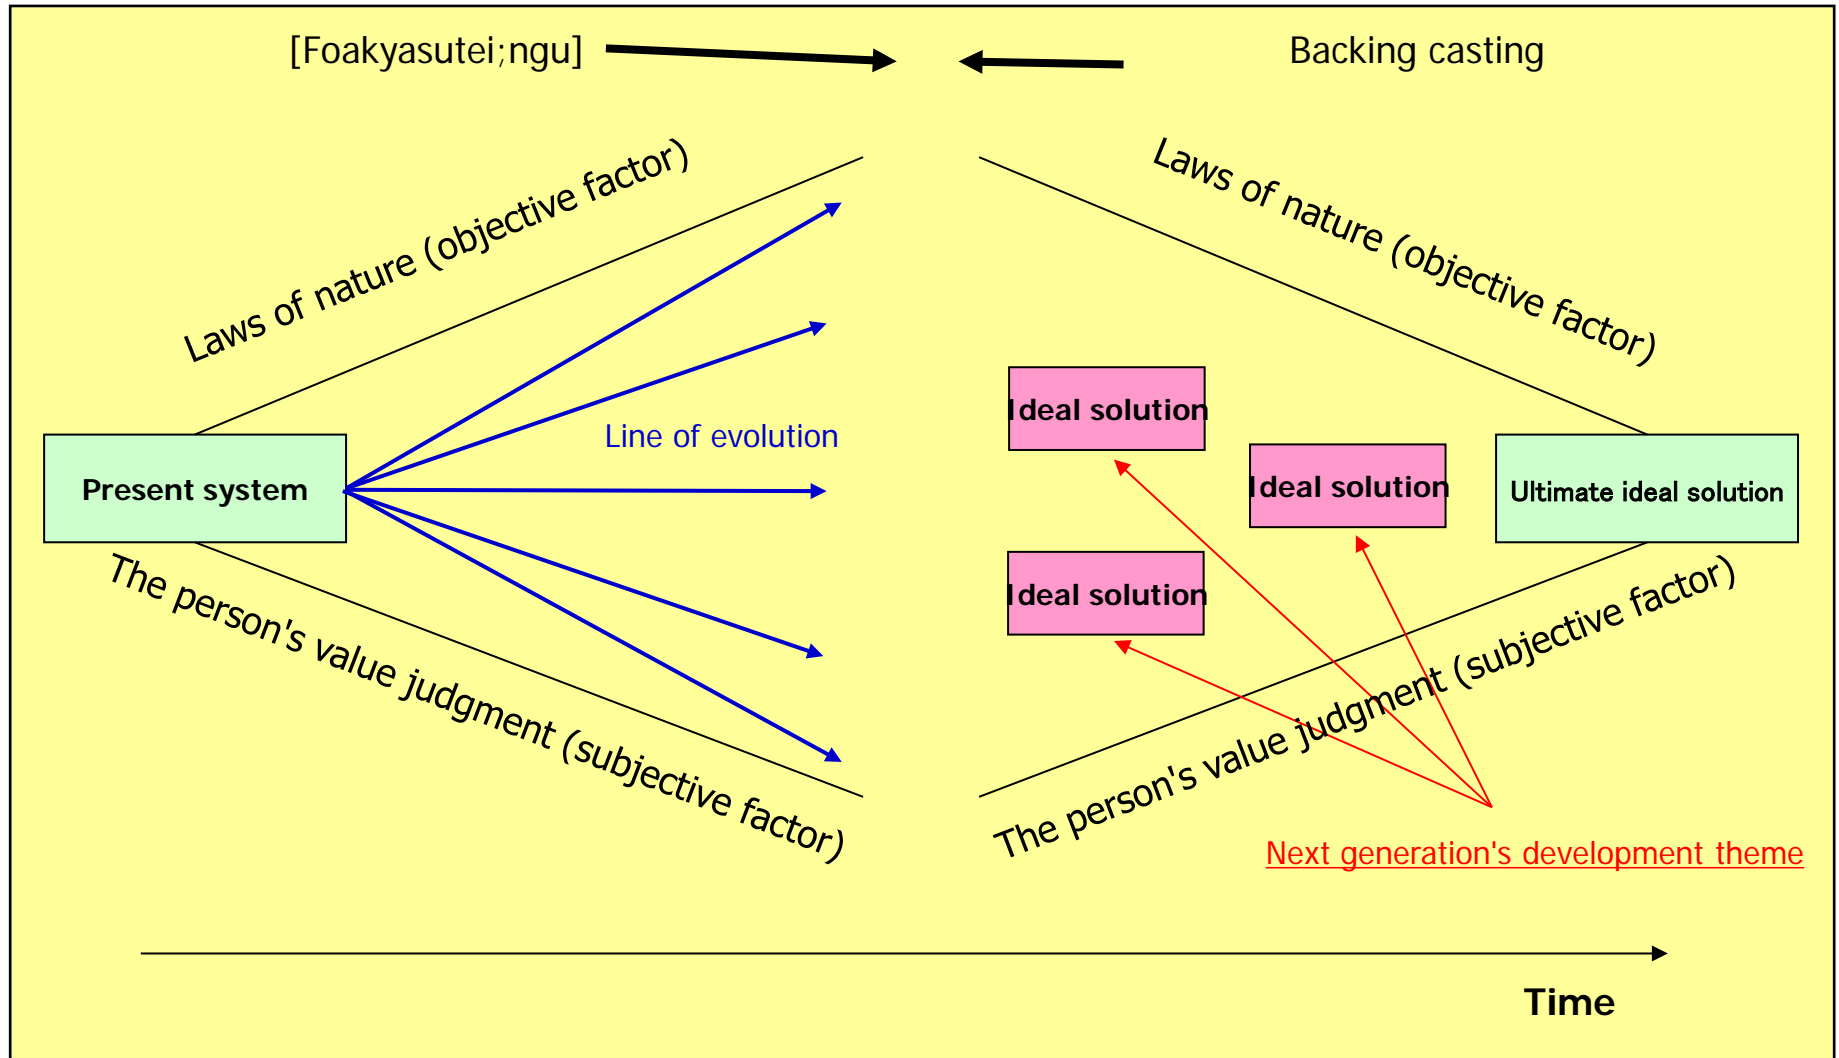 [Foakyasutei;ngu]
Backing casting
Laws of nature (objective factor)
Laws of nature (objective factor)
Line of evolution
Ideal solution
Present system
Ideal solution
Ultimate ideal solution
Ideal solution
The person's value judgment (subjective factor)
The person's value judgment (subjective factor)
Next generation's development theme
Time